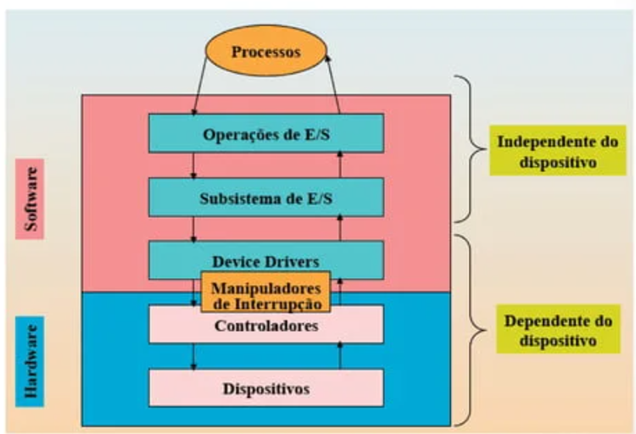 Processos
Operações de E/S
Subsistema de E/S
Device Drivers
Manipuladores
de Interrupção
Controladores
Dispositivos
Software
Hardware
Independente do
dispositivo
Dependente do
dispositivo